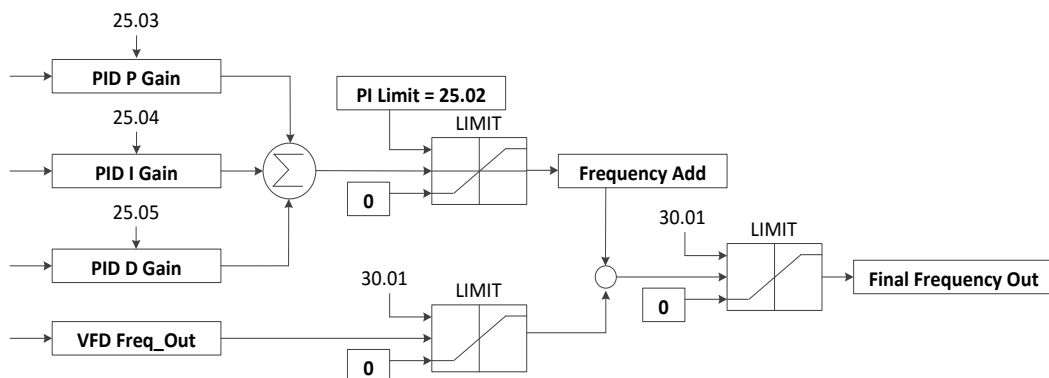 25.03
PID P Gain
25.04
PID I Gain
25.05
PID D Gain
VFD Freq_Out
Σ
PI Limit = 25.02
LIMIT
0
Frequency Add
30.01
LIMIT
0
30.01
LIMIT
0
Final Frequency Out